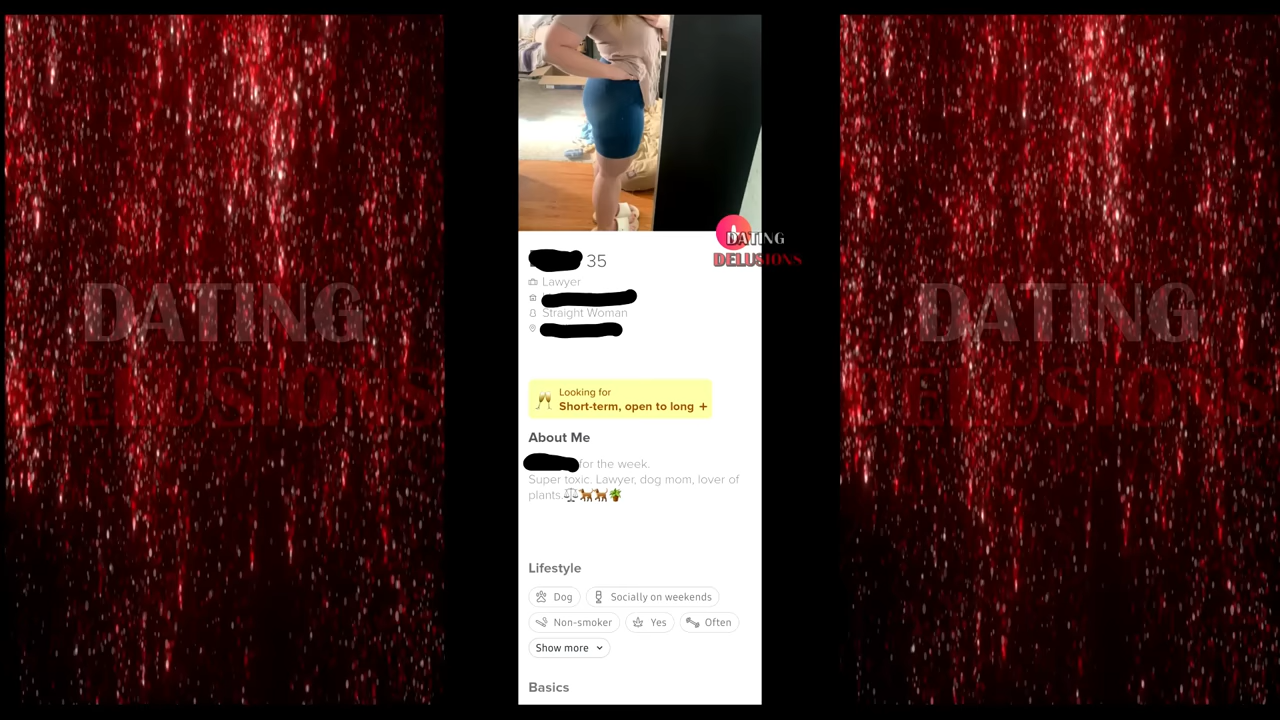 DATING
DELUSIONS
35
Lawyer
Straight Woman
Looking for
Short-term, open to long +
About Me
for the week.
Super toxic. Lawyer, dog mom, lover of
plants.⚖️🐕🐕🪴
Lifestyle
Dog
Socially on weekends
Non-smoker
Yes
Often
Show more
Basics
DATING
DELUSIONS
DATING
DELUSIONS